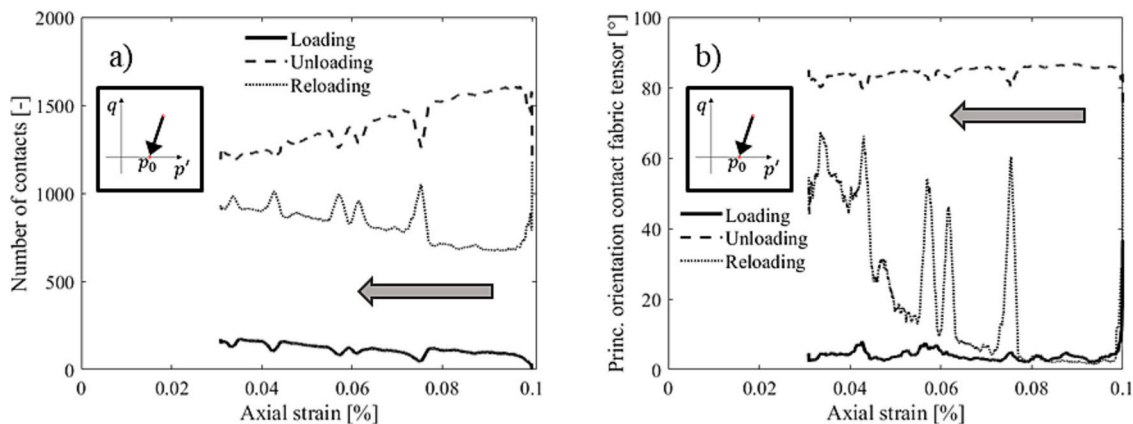 a)
Loading
Unloading
Reloading
q
p0
p'
Number of contacts [-]
2000
1500
1000
500
0
0
0.02
0.04
0.06
0.08
0.1
Axial strain [%]
b)
q
p0
p'
Loading
Unloading
Reloading
Princ. orientation contact fabric tensor [°]
100
80
60
40
20
0
0
0.02
0.04
0.06
0.08
0.1
Axial strain [%]